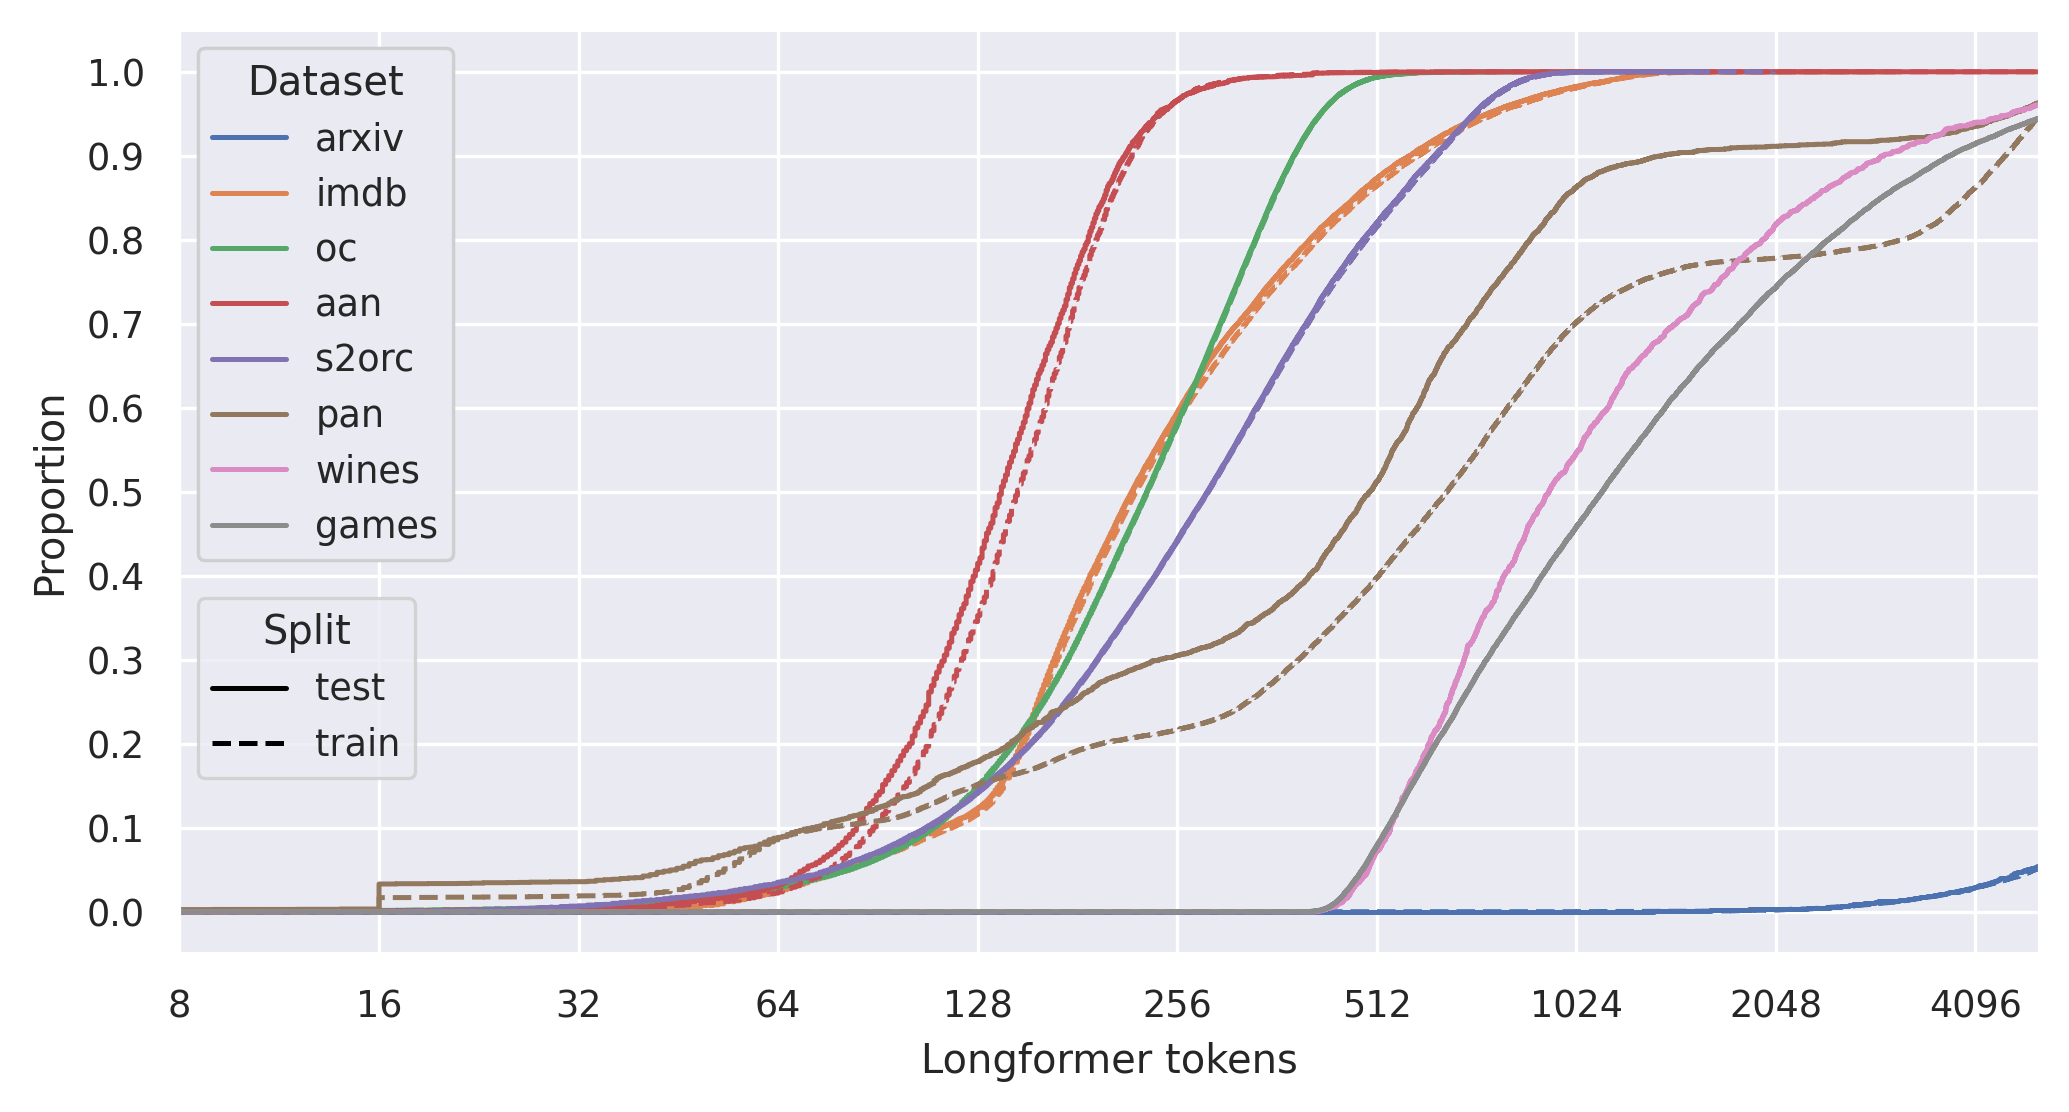 1.0
0.9
0.8
0.7
0.6
0.5
0.4
0.3
0.2
0.1
0.0
Proportion
Dataset
arxiv
imdb
oc
aan
s2orc
pan
wines
games
Split
test
train
8 16 32 64 128 256 512 1024 2048 4096
Longformer tokens